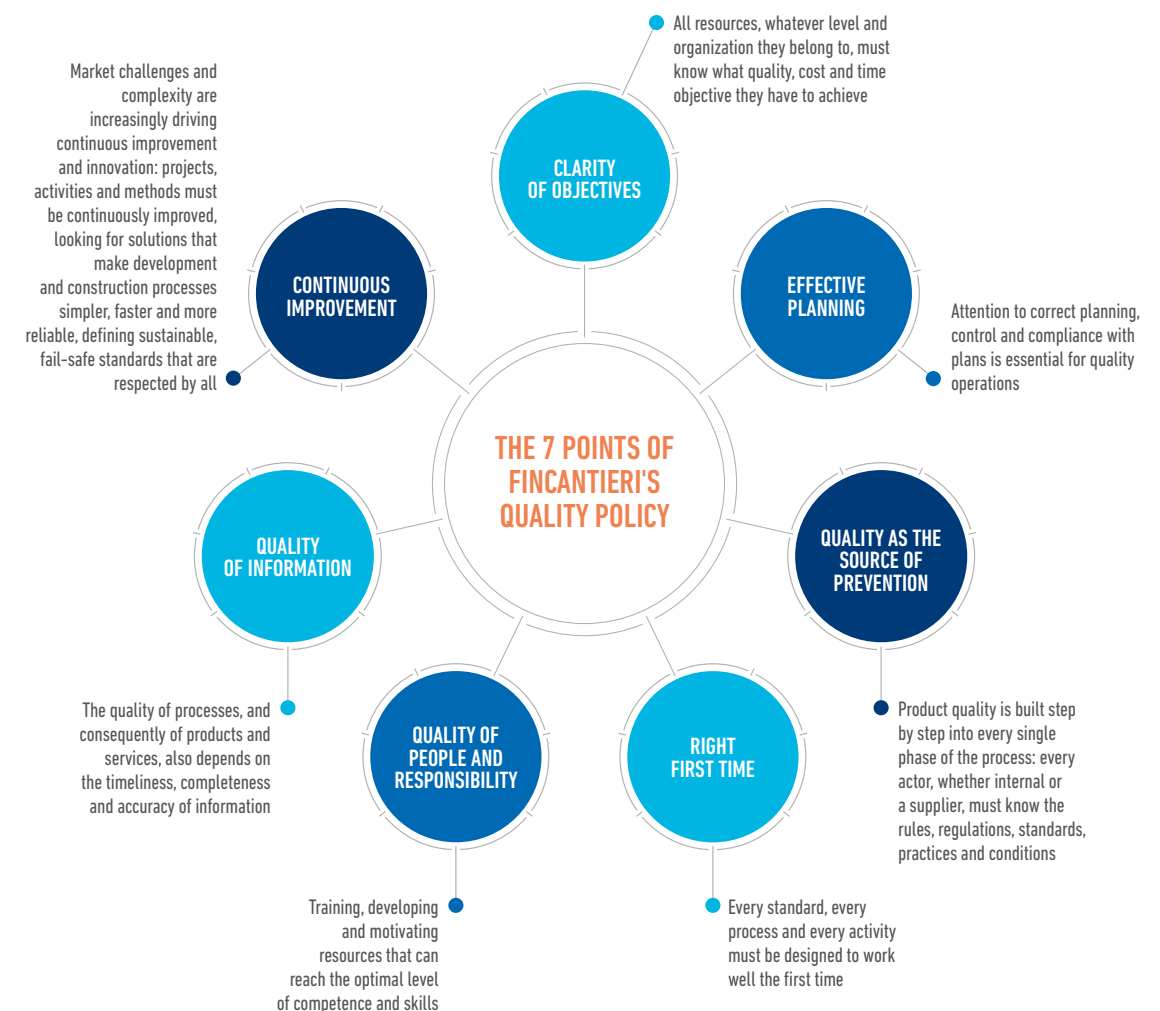 THE 7 POINTS OF
FINCANTIERI'S
QUALITY POLICY
CLARITY
OF OBJECTIVES
All resources, whatever level and
organization they belong to, must
know what quality, cost and time
objective they have to achieve
EFFECTIVE
PLANNING
Attention to correct planning,
control and compliance with
plans is essential for quality
operations
QUALITY AS THE
SOURCE OF
PREVENTION
Product quality is built step
by step into every single
phase of the process: every
actor, whether internal or
a supplier, must know the
rules, regulations, standards,
practices and conditions
RIGHT
FIRST TIME
Every standard, every
process and every activity
must be designed to work
well the first time
QUALITY OF
PEOPLE AND
RESPONSIBILITY
Training, developing
and motivating
resources that can
reach the optimal level
of competence and skills
QUALITY
OF INFORMATION
The quality of processes, and
consequently of products and
services, also depends on
the timeliness, completeness
and accuracy of information
CONTINUOUS
IMPROVEMENT
Market challenges and
complexity are
increasingly driving
continuous improvement
and innovation: projects,
activities and methods must
be continuously improved,
looking for solutions that
make development
and construction processes
simpler, faster and more
reliable, defining sustainable,
fail-safe standards that are
respected by all